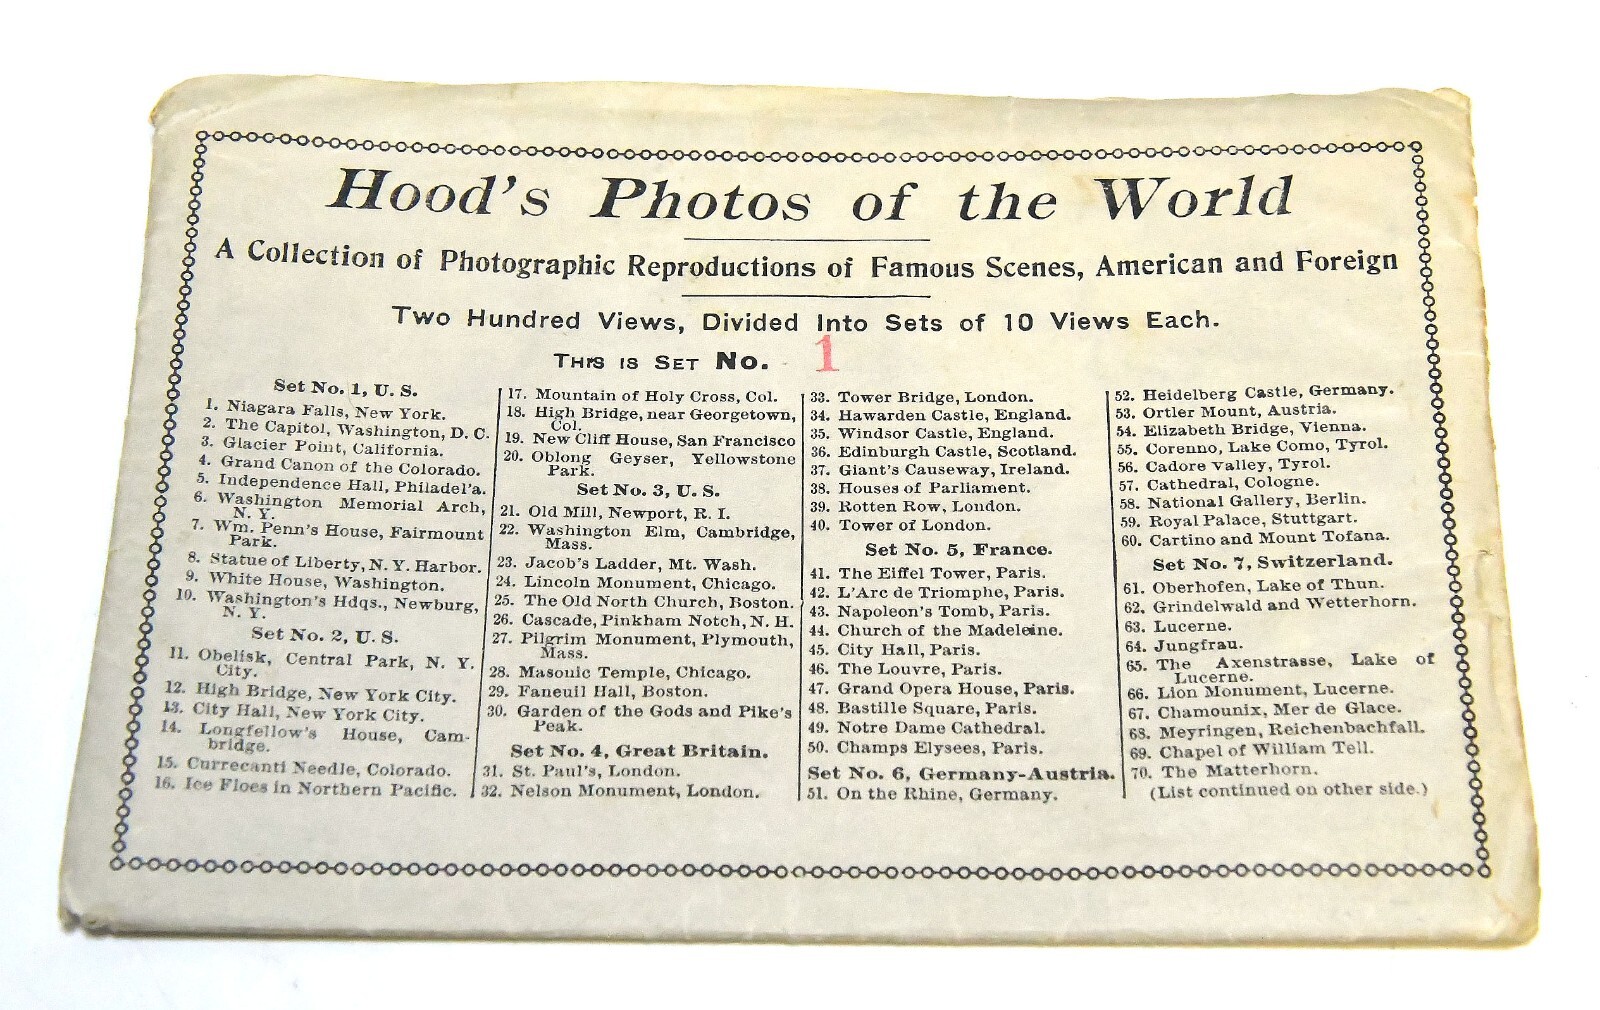 Hood's Photos of the World
A Collection of Photographic Reproductions of Famous Scenes, American and Foreign
Two Hundred Views, Divided Into Sets of 10 Views Each.
This is Set No. 1
Set No. 1, U. S.
1. Niagara Falls, New York.
2. The Capitol, Washington, D. C.
3. Glacier Point, California.
4. Grand Canon of the Colorado.
5. Independence Hall, Philadel'a.
6. Washington Memorial Arch,
N. Y.
7. Wm. Penn's House, Fairmount
Park.
8. Statue of Liberty, N. Y. Harbor.
9. White House, Washington.
10. Washington's Hdqs., Newburg,
N. Y.
Set No. 2, U. S.
11. Obelisk, Central Park, N. Y.
City.
12. High Bridge, New York City.
13. City Hall, New York City.
14. Longfellow's House, Cam-
bridge.
15. Currecanti Needle, Colorado.
16. Ice Floes in Northern Pacific.
17. Mountain of Holy Cross, Col.
18. High Bridge, near Georgetown,
Col.
19. New Cliff House, San Francisco
20. Oblong Geyser, Yellowstone
Park.
Set No. 3, U. S.
21. Old Mill, Newport, R. I.
22. Washington Elm, Cambridge,
Mass.
23. Jacob's Ladder, Mt. Wash.
24. Lincoln Monument, Chicago.
25. The Old North Church, Boston.
26. Cascade, Pinkham Notch, N. H.
27. Pilgrim Monument, Plymouth,
Mass.
28. Masonic Temple, Chicago.
29. Faneuil Hall, Boston.
30. Garden of the Gods and Pike's
Peak.
Set No. 4, Great Britain.
31. St. Paul's, London.
32. Nelson Monument, London.
33. Tower Bridge, London.
34. Hawarden Castle, England.
35. Windsor Castle, England.
36. Edinburgh Castle, Scotland.
37. Giant's Causeway, Ireland.
38. Houses of Parliament.
39. Rotten Row, London.
40. Tower of London.
Set No. 5, France.
41. The Eiffel Tower, Paris.
42. L'Arc de Triomphe, Paris.
43. Napoleon's Tomb, Paris.
44. Church of the Madeleine.
45. City Hall, Paris.
46. The Louvre, Paris.
47. Grand Opera House, Paris.
48. Bastille Square, Paris.
49. Notre Dame Cathedral.
50. Champs Elysees, Paris.
Set No. 6, Germany-Austria.
51. On the Rhine, Germany.
52. Heidelberg Castle, Germany.
53. Ortler Mount, Austria.
54. Elizabeth Bridge, Vienna.
55. Corenno, Lake Como, Tyrol.
56. Cadore Valley, Tyrol.
57. Cathedral, Cologne.
58. National Gallery, Berlin.
59. Royal Palace, Stuttgart.
60. Cartino and Mount Tofana.
Set No. 7, Switzerland.
61. Oberhofen, Lake of Thun.
62. Grindelwald and Wetterhorn.
63. Lucerne.
64. Jungfrau.
65. The Axenstrasse, Lake of
Lucerne.
66. Lion Monument, Lucerne.
67. Chamounix, Mer de Glace.
68. Meyringen, Reichenbachfall.
69. Chapel of William Tell.
70. The Matterhorn.
(List continued on other side.)